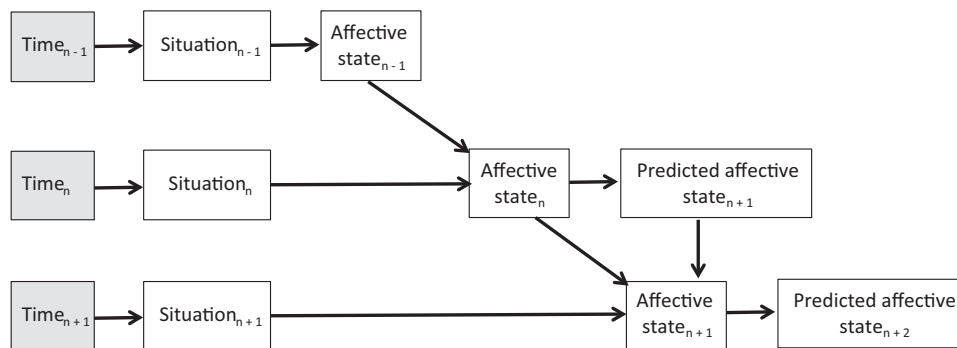 Time n - 1
Situation n-1
Affective
state n - 1
Time n
Situation n
Affective
state n
Predicted affective
state n + 1
Time n + 1
Situation n+1
Affective
state n+1
Predicted affective
state n + 2